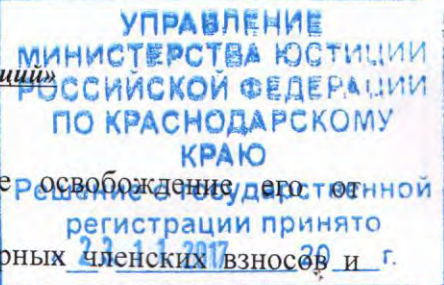 УПРАВЛЕНИЕ
МИНИСТЕРСТВА ЮСТИЦИИ
ций»
РОССИЙСКОЙ ФЕДЕРАЦИИ
ПО КРАСНОДАРСКОМУ
КРАЮ
е освобождение его от
Решение о государственной
регистрации принято
рных членских взносов и
22.11.2017 20 г.